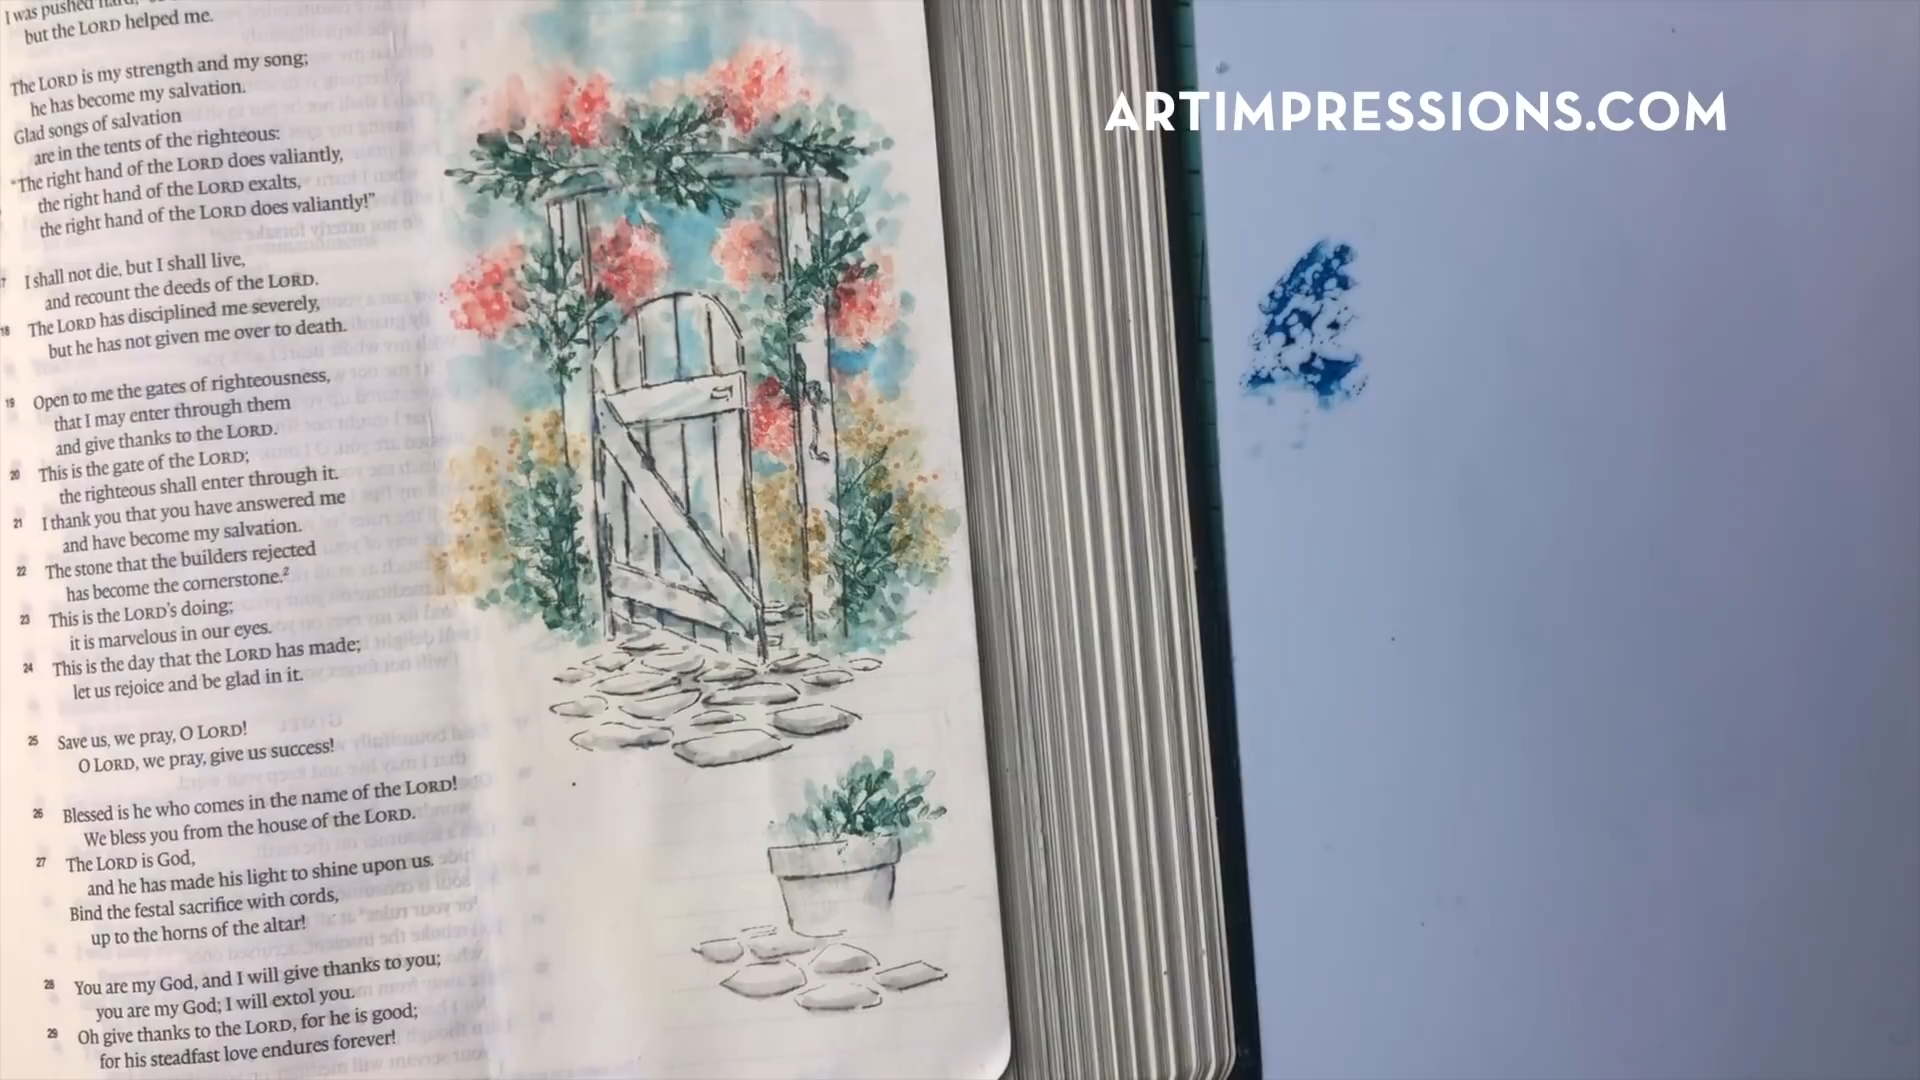 I was pushed hard,
but the LORD helped me.
The LORD is my strength and my song;
he has become my salvation.
Glad songs of salvation
are in the tents of the righteous:
“The right hand of the LORD does valiantly,
the right hand of the LORD exalts,
the right hand of the LORD does valiantly!”
7 I shall not die, but I shall live,
and recount the deeds of the LORD.
18 The LORD has disciplined me severely,
but he has not given me over to death.
19 Open to me the gates of righteousness,
that I may enter through them
and give thanks to the LORD.
20 This is the gate of the LORD;
the righteous shall enter through it.
21 I thank you that you have answered me
and have become my salvation.
22 The stone that the builders rejected
has become the cornerstone.2
23 This is the LORD's doing;
it is marvelous in our eyes.
24 This is the day that the LORD has made;
let us rejoice and be glad in it.
25 Save us, we pray, O LORD!
O LORD, we pray, give us success!
26 Blessed is he who comes in the name of the LORD!
We bless you from the house of the LORD.
27 The LORD is God,
and he has made his light to shine upon us.
Bind the festal sacrifice with cords,
up to the horns of the altar!
28 You are my God, and I will give thanks to you;
you are my God; I will extol you.
29 Oh give thanks to the LORD, for he is good;
for his steadfast love endures forever!
ARTIMPRESSIONS.COM